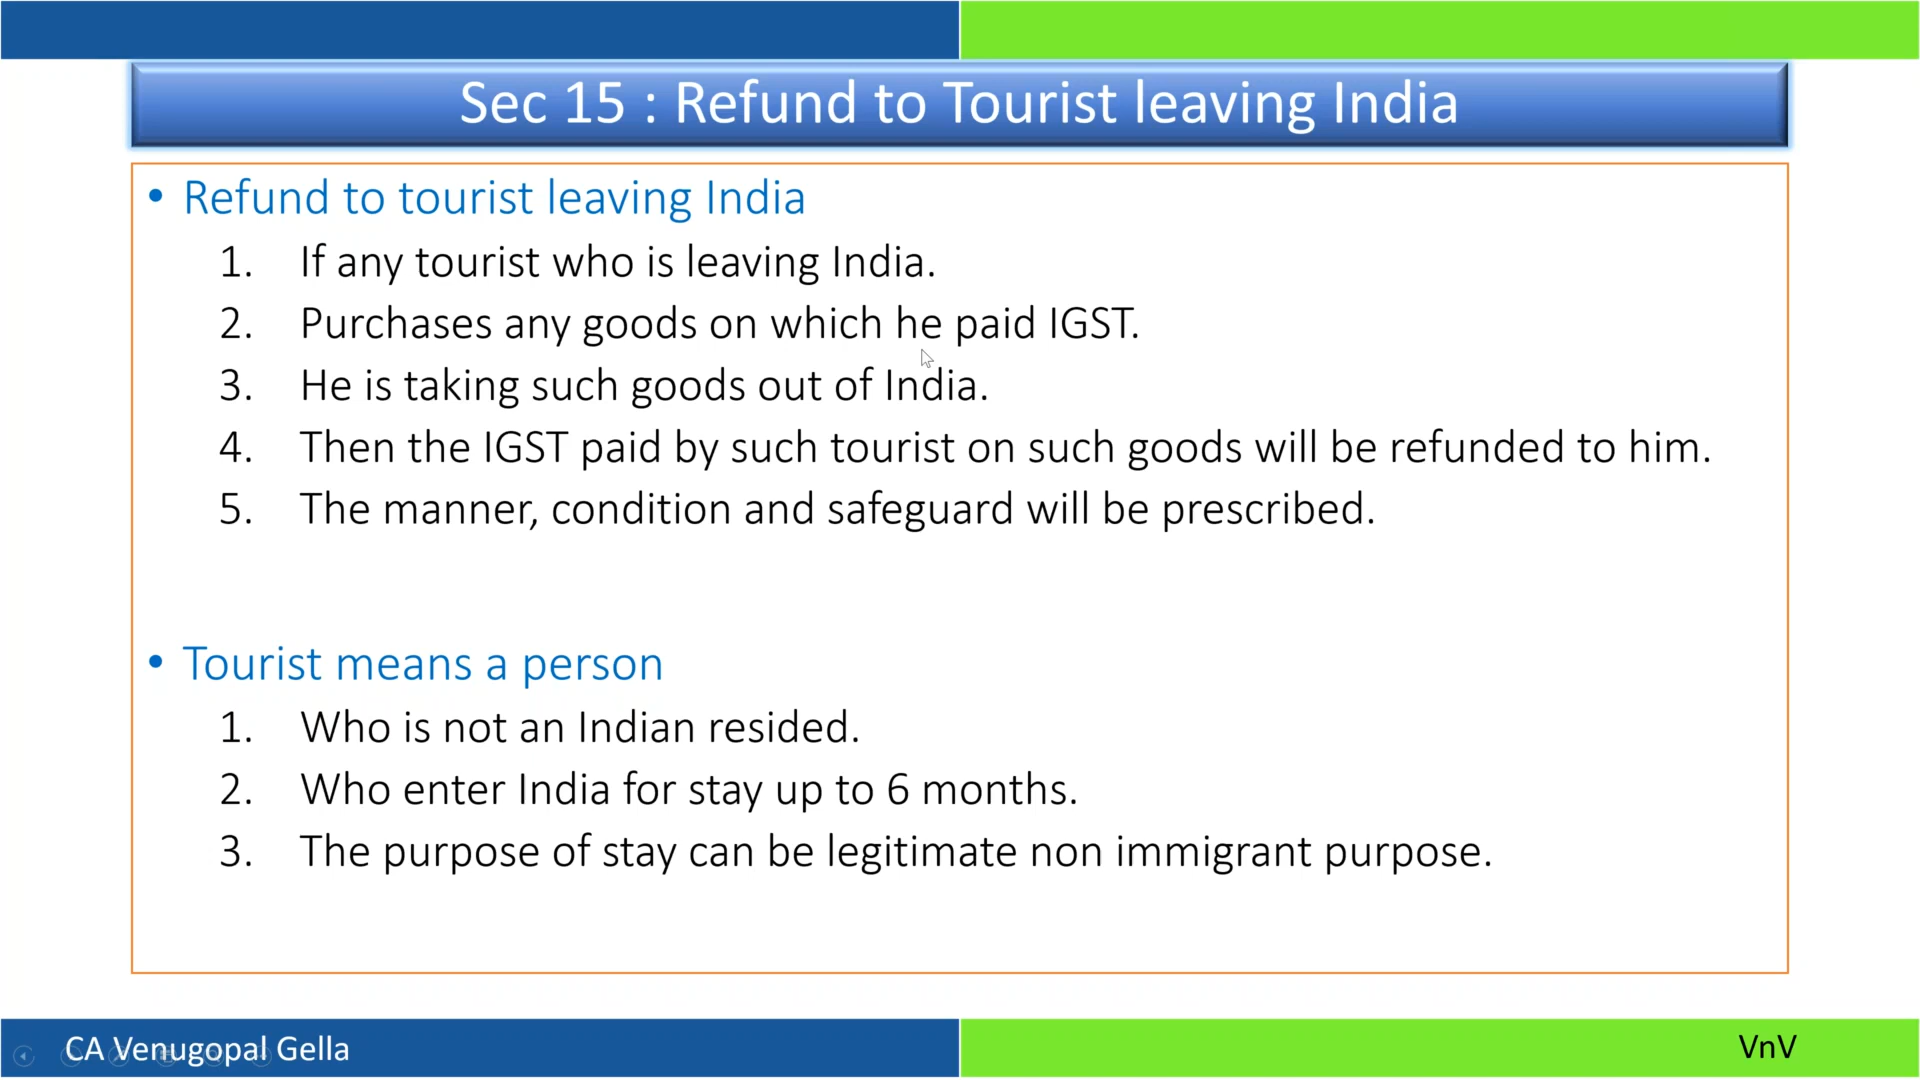 Sec 15 : Refund to Tourist leaving India
• Refund to tourist leaving India
1. If any tourist who is leaving India.
2. Purchases any goods on which he paid IGST.
3. He is taking such goods out of India.
4. Then the IGST paid by such tourist on such goods will be refunded to him.
5. The manner, condition and safeguard will be prescribed.
• Tourist means a person
1. Who is not an Indian resided.
2. Who enter India for stay up to 6 months.
3. The purpose of stay can be legitimate non immigrant purpose.
CA Venugopal Gella
VnV